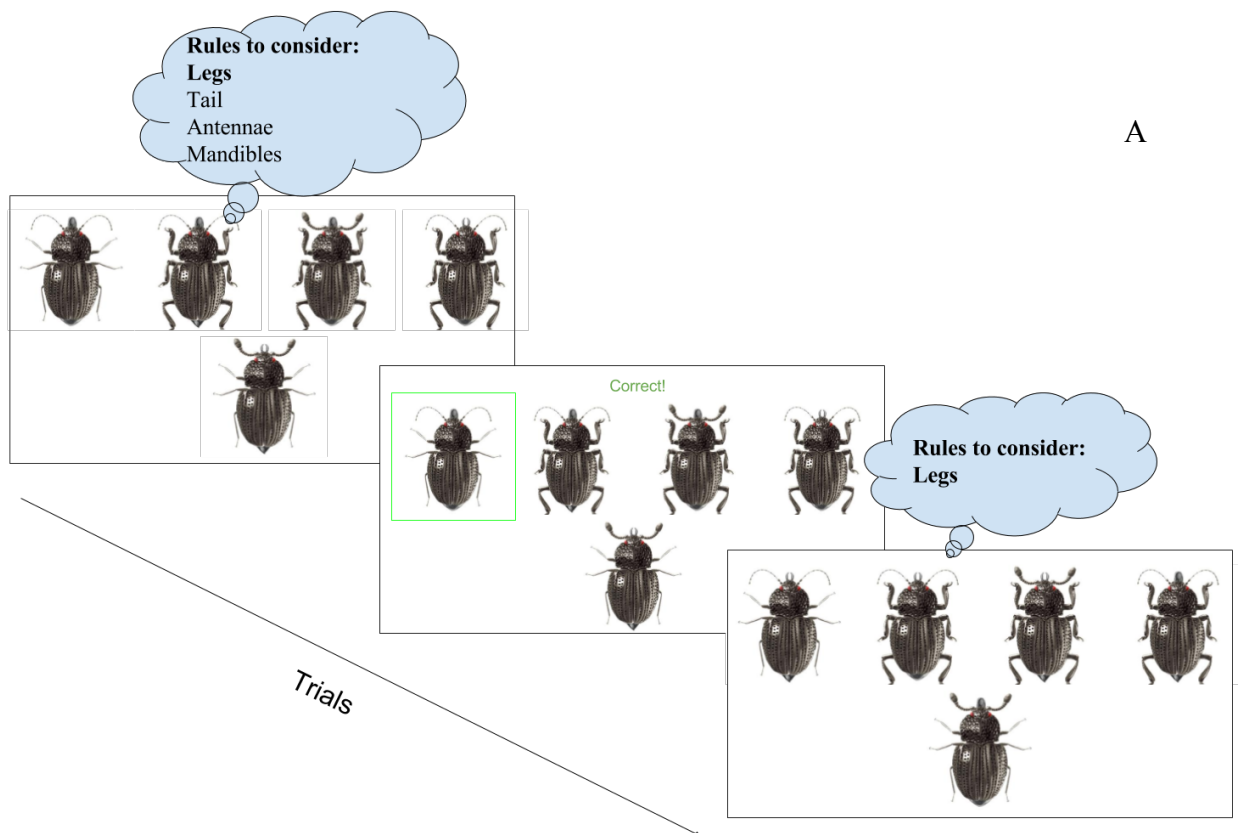 Rules to consider:
Legs
Tail
Antennae
Mandibles
A
Correct!
Rules to consider:
Legs
Trials